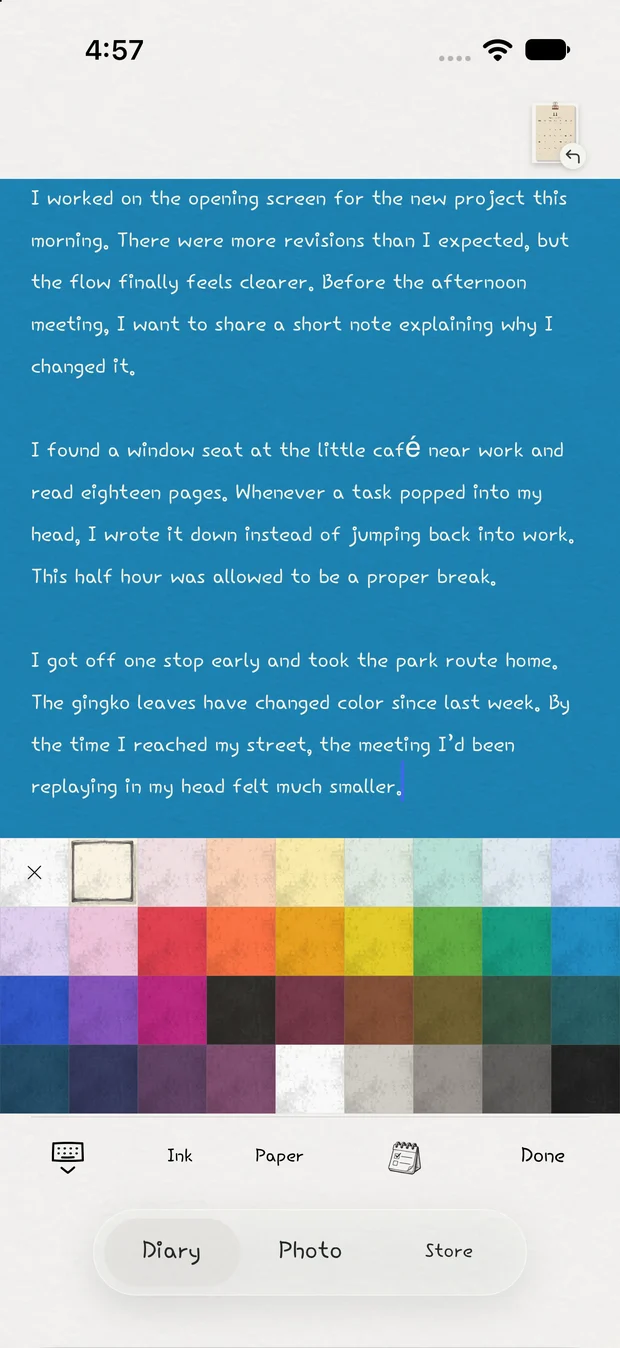 4:57
I worked on the opening screen for the new project this
morning. There were more revisions than I expected, but
the flow finally feels clearer. Before the afternoon
meeting, I want to share a short note explaining why I
changed it.
I found a window seat at the little café near work and
read eighteen pages. Whenever a task popped into my
head, I wrote it down instead of jumping back into work.
This half hour was allowed to be a proper break.
I got off one stop early and took the park route home.
The gingko leaves have changed color since last week. By
the time I reached my street, the meeting I'd been
replaying in my head felt much smaller.
Ink Paper Done
Diary Photo Store